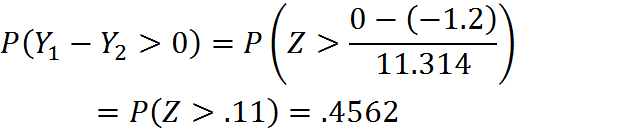 P(Y₁ − Y₂ > 0) = P(Z > (0 − (−1.2))/11.314)
= P(Z > .11) = .4562